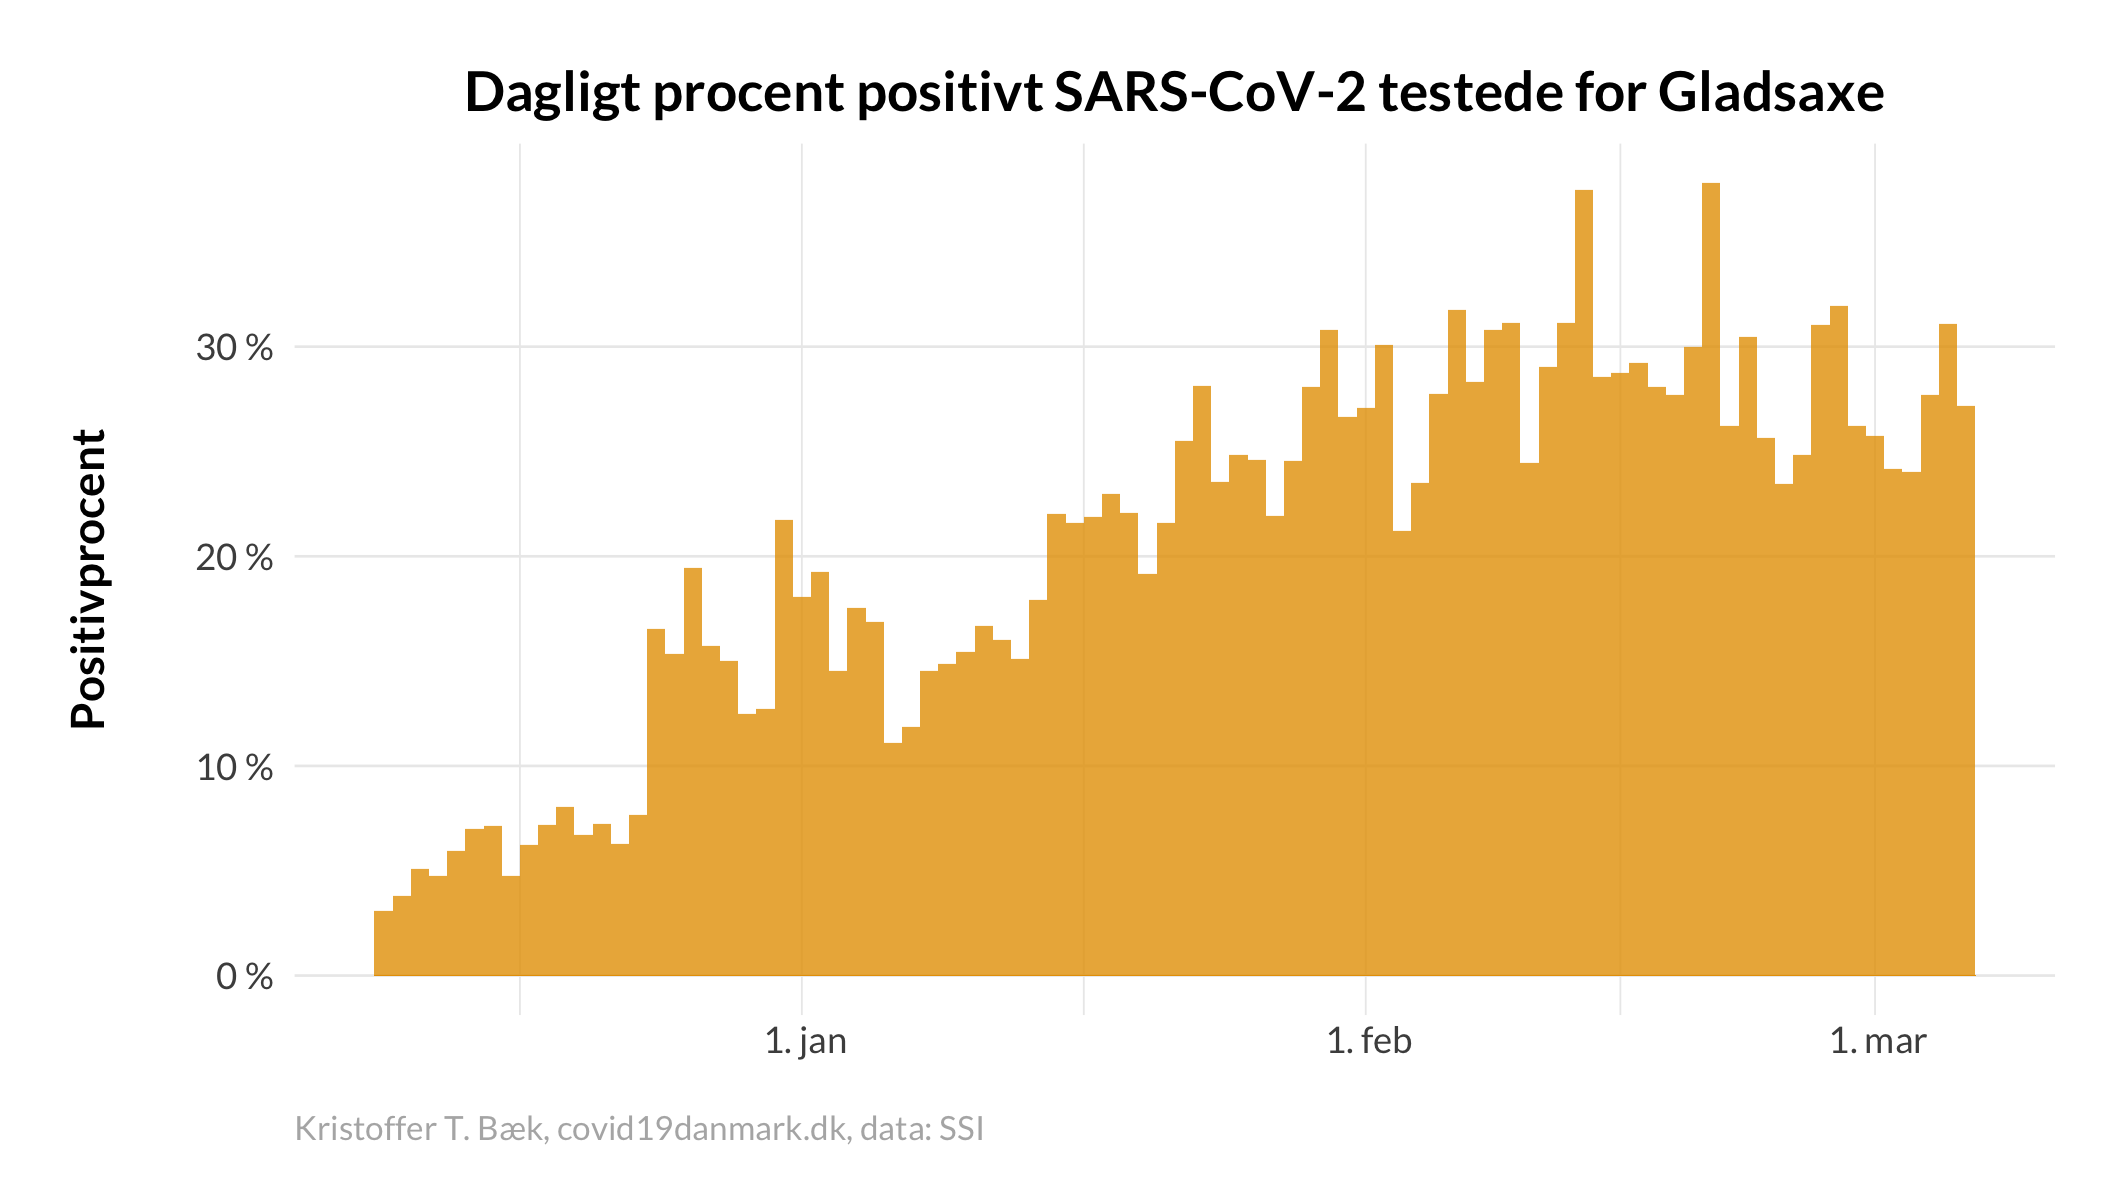 Dagligt procent positivt SARS-CoV-2 testede for Gladsaxe
Positivprocent
30 %
20 %
10 %
0 %
1. jan
1. feb
1. mar
Kristoffer T. Bæk, covid19danmark.dk, data: SSI